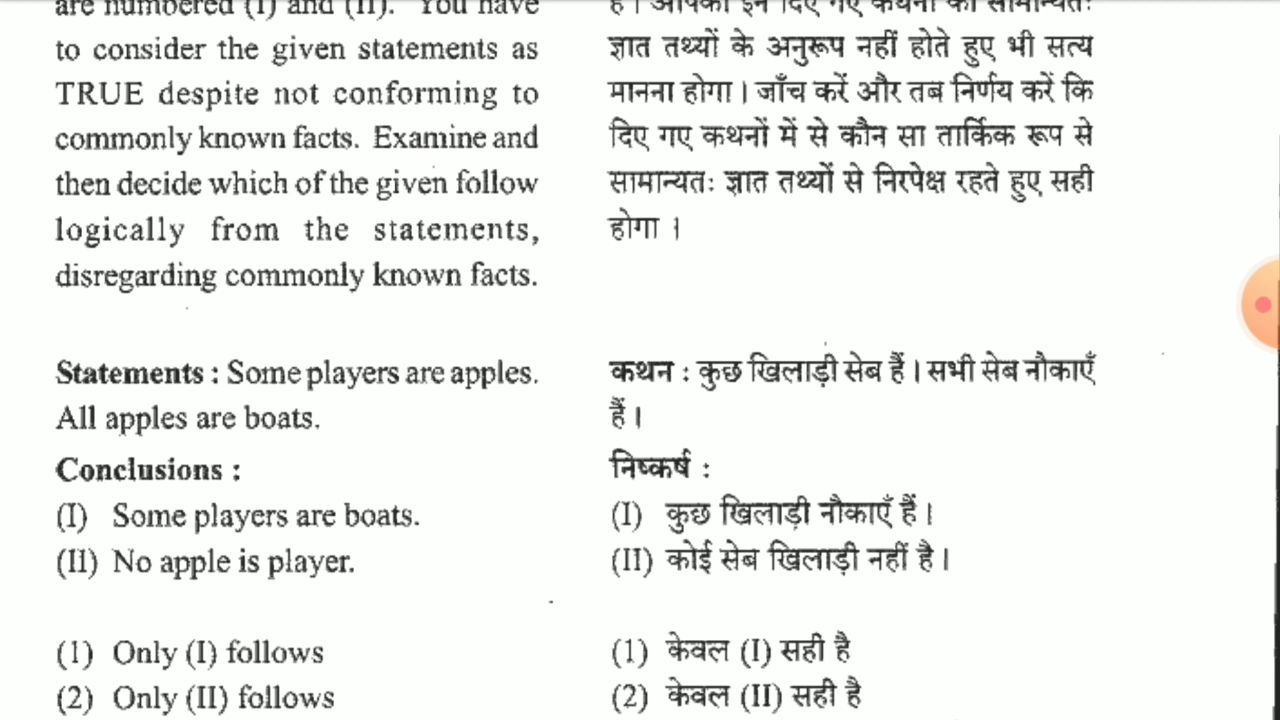 are numbered (I) and (II). You have
to consider the given statements as
TRUE despite not conforming to
commonly known facts. Examine and
then decide which of the given follow
logically from the statements,
disregarding commonly known facts.
Statements : Some players are apples.
All apples are boats.
Conclusions :
(I) Some players are boats.
(II) No apple is player.
(1) Only (I) follows
(2) Only (II) follows
है। आपको इन दिए गए कथनों को सामान्यतः
ज्ञात तथ्यों के अनुरूप नहीं होते हुए भी सत्य
मानना होगा। जाँच करें और तब निर्णय करें कि
दिए गए कथनों में से कौन सा तार्किक रूप से
सामान्यतः ज्ञात तथ्यों से निरपेक्ष रहते हुए सही
होगा ।
कथन : कुछ खिलाड़ी सेब हैं। सभी सेब नौकाएँ
हैं।
निष्कर्ष :
(I) कुछ खिलाड़ी नौकाएँ हैं।
(II) कोई सेब खिलाड़ी नहीं है।
(1) केवल (I) सही है
(2) केवल (II) सही है